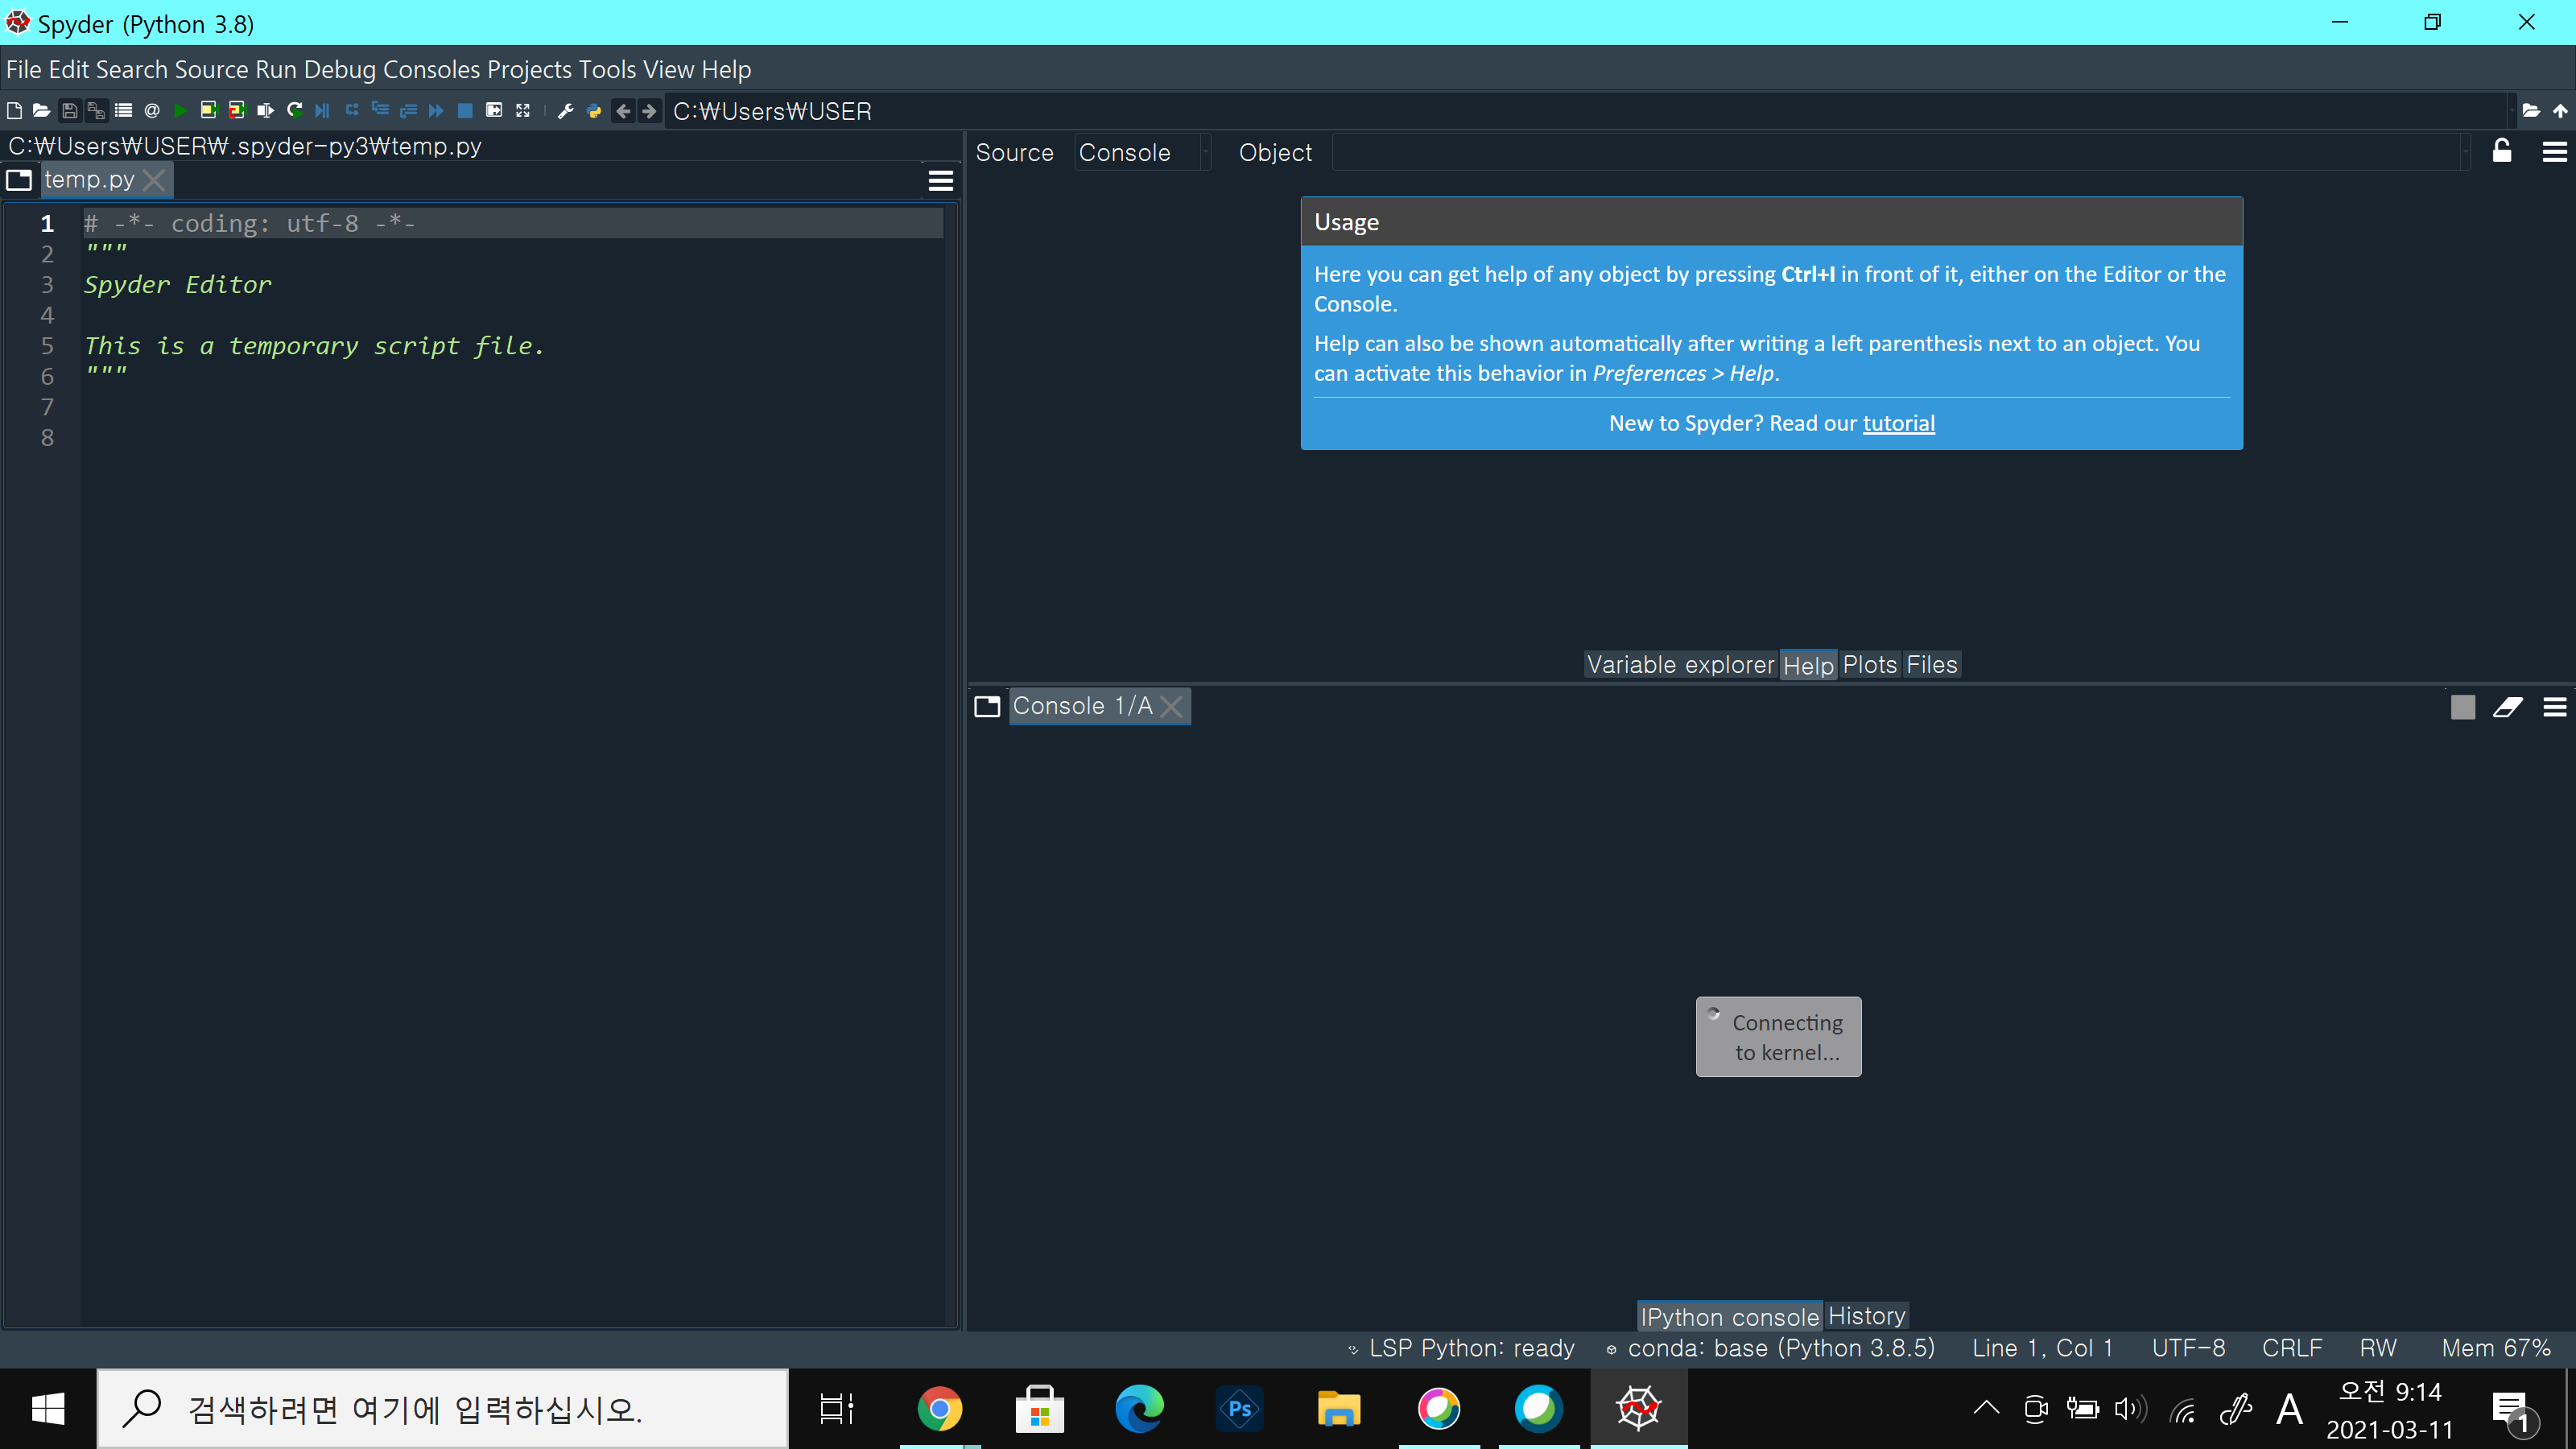 Spyder (Python 3.8)
File Edit Search Source Run Debug Consoles Projects Tools View Help
C:₩Users₩USER
C:₩Users₩USER₩.spyder-py3₩temp.py
temp.py
1 # -*- coding: utf-8 -*-
2 """
3 Spyder Editor
4
5 This is a temporary script file.
6 """
7
8
Source Console Object
Usage
Here you can get help of any object by pressing Ctrl+I in front of it, either on the Editor or the
Console.
Help can also be shown automatically after writing a left parenthesis next to an object. You
can activate this behavior in Preferences > Help.
New to Spyder? Read our tutorial
Variable explorer Help Plots Files
Console 1/A
Connecting
to kernel...
IPython console History
LSP Python: ready conda: base (Python 3.8.5) Line 1, Col 1 UTF-8 CRLF RW Mem 67%
검색하려면 여기에 입력하십시오.
Ps
A
오전 9:14
2021-03-11
1